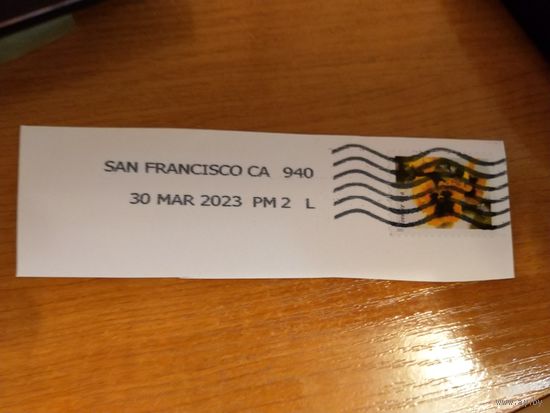 SAN FRANCISCO CA 940
30 MAR 2023 PM 2 L